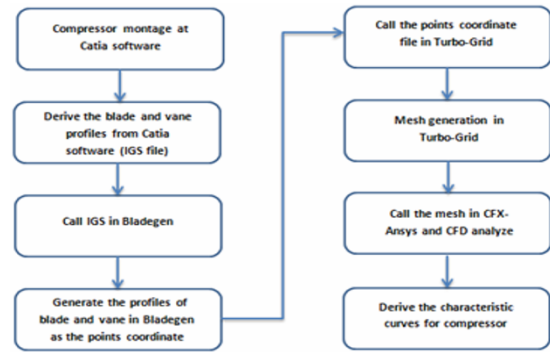 Compressor montage at
Catia software
Derive the blade and vane
profiles from Catia
software (IGS file)
Call IGS in Bladegen
Generate the profiles of
blade and vane in Bladegen
as the points coordinate
Call the points coordinate
file in Turbo-Grid
Mesh generation in
Turbo-Grid
Call the mesh in CFX-
Ansys and CFD analyze
Derive the characteristic
curves for compressor